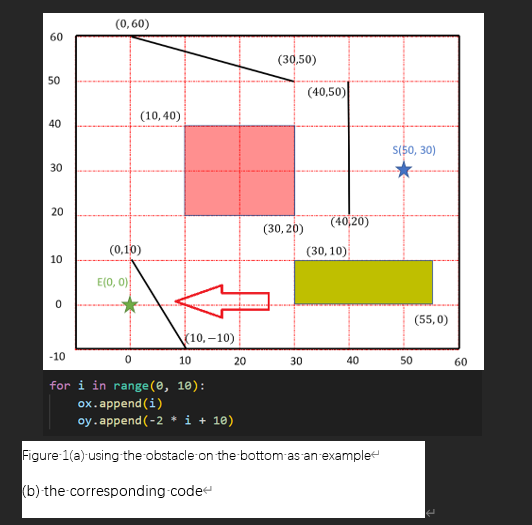 (0, 60)
60
(30,50)
50
(40,50)
(10, 40)
40
S(50, 30)
30
20
(40,20)
(30, 20)
(0,10)
(30, 10)
10
E(0, 0)
0
(55, 0)
(10, −10)
-10
0 10 20 30 40 50 60
for i in range(0, 10):
ox.append(i)
oy.append(-2 * i + 10)
Figure 1(a) using the obstacle on the bottom as an example
(b) the corresponding code